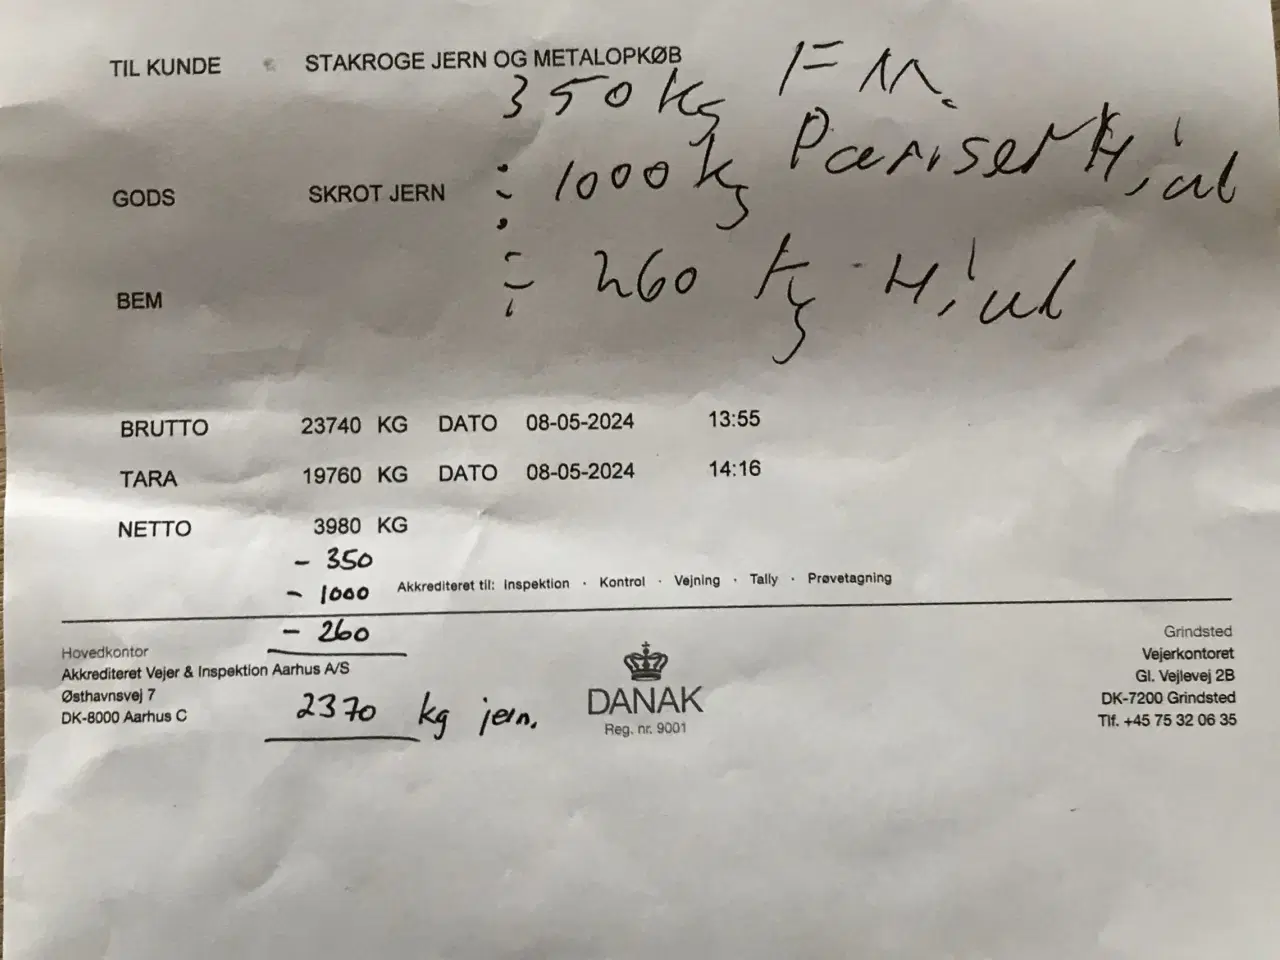 TIL KUNDE STAKROGE JERN OG METALOPKØB
350 kg F M.
GODS SKROT JERN ÷ 1000 kg PæriserHjul
BEM ÷ 260 kg Hjul
BRUTTO 23740 KG DATO 08-05-2024 13:55
TARA 19760 KG DATO 08-05-2024 14:16
NETTO 3980 KG
- 350
- 1000
Akkrediteret til: Inspektion · Kontrol · Vejning · Tally · Prøvetagning
- 260
Hovedkontor
Akkrediteret Vejer & Inspektion Aarhus A/S
Østhavnsvej 7
DK-8000 Aarhus C
2370 kg jern.
DANAK
Reg. nr. 9001
Grindsted
Vejerkontoret
Gl. Vejlevej 2B
DK-7200 Grindsted
Tlf. +45 75 32 06 35